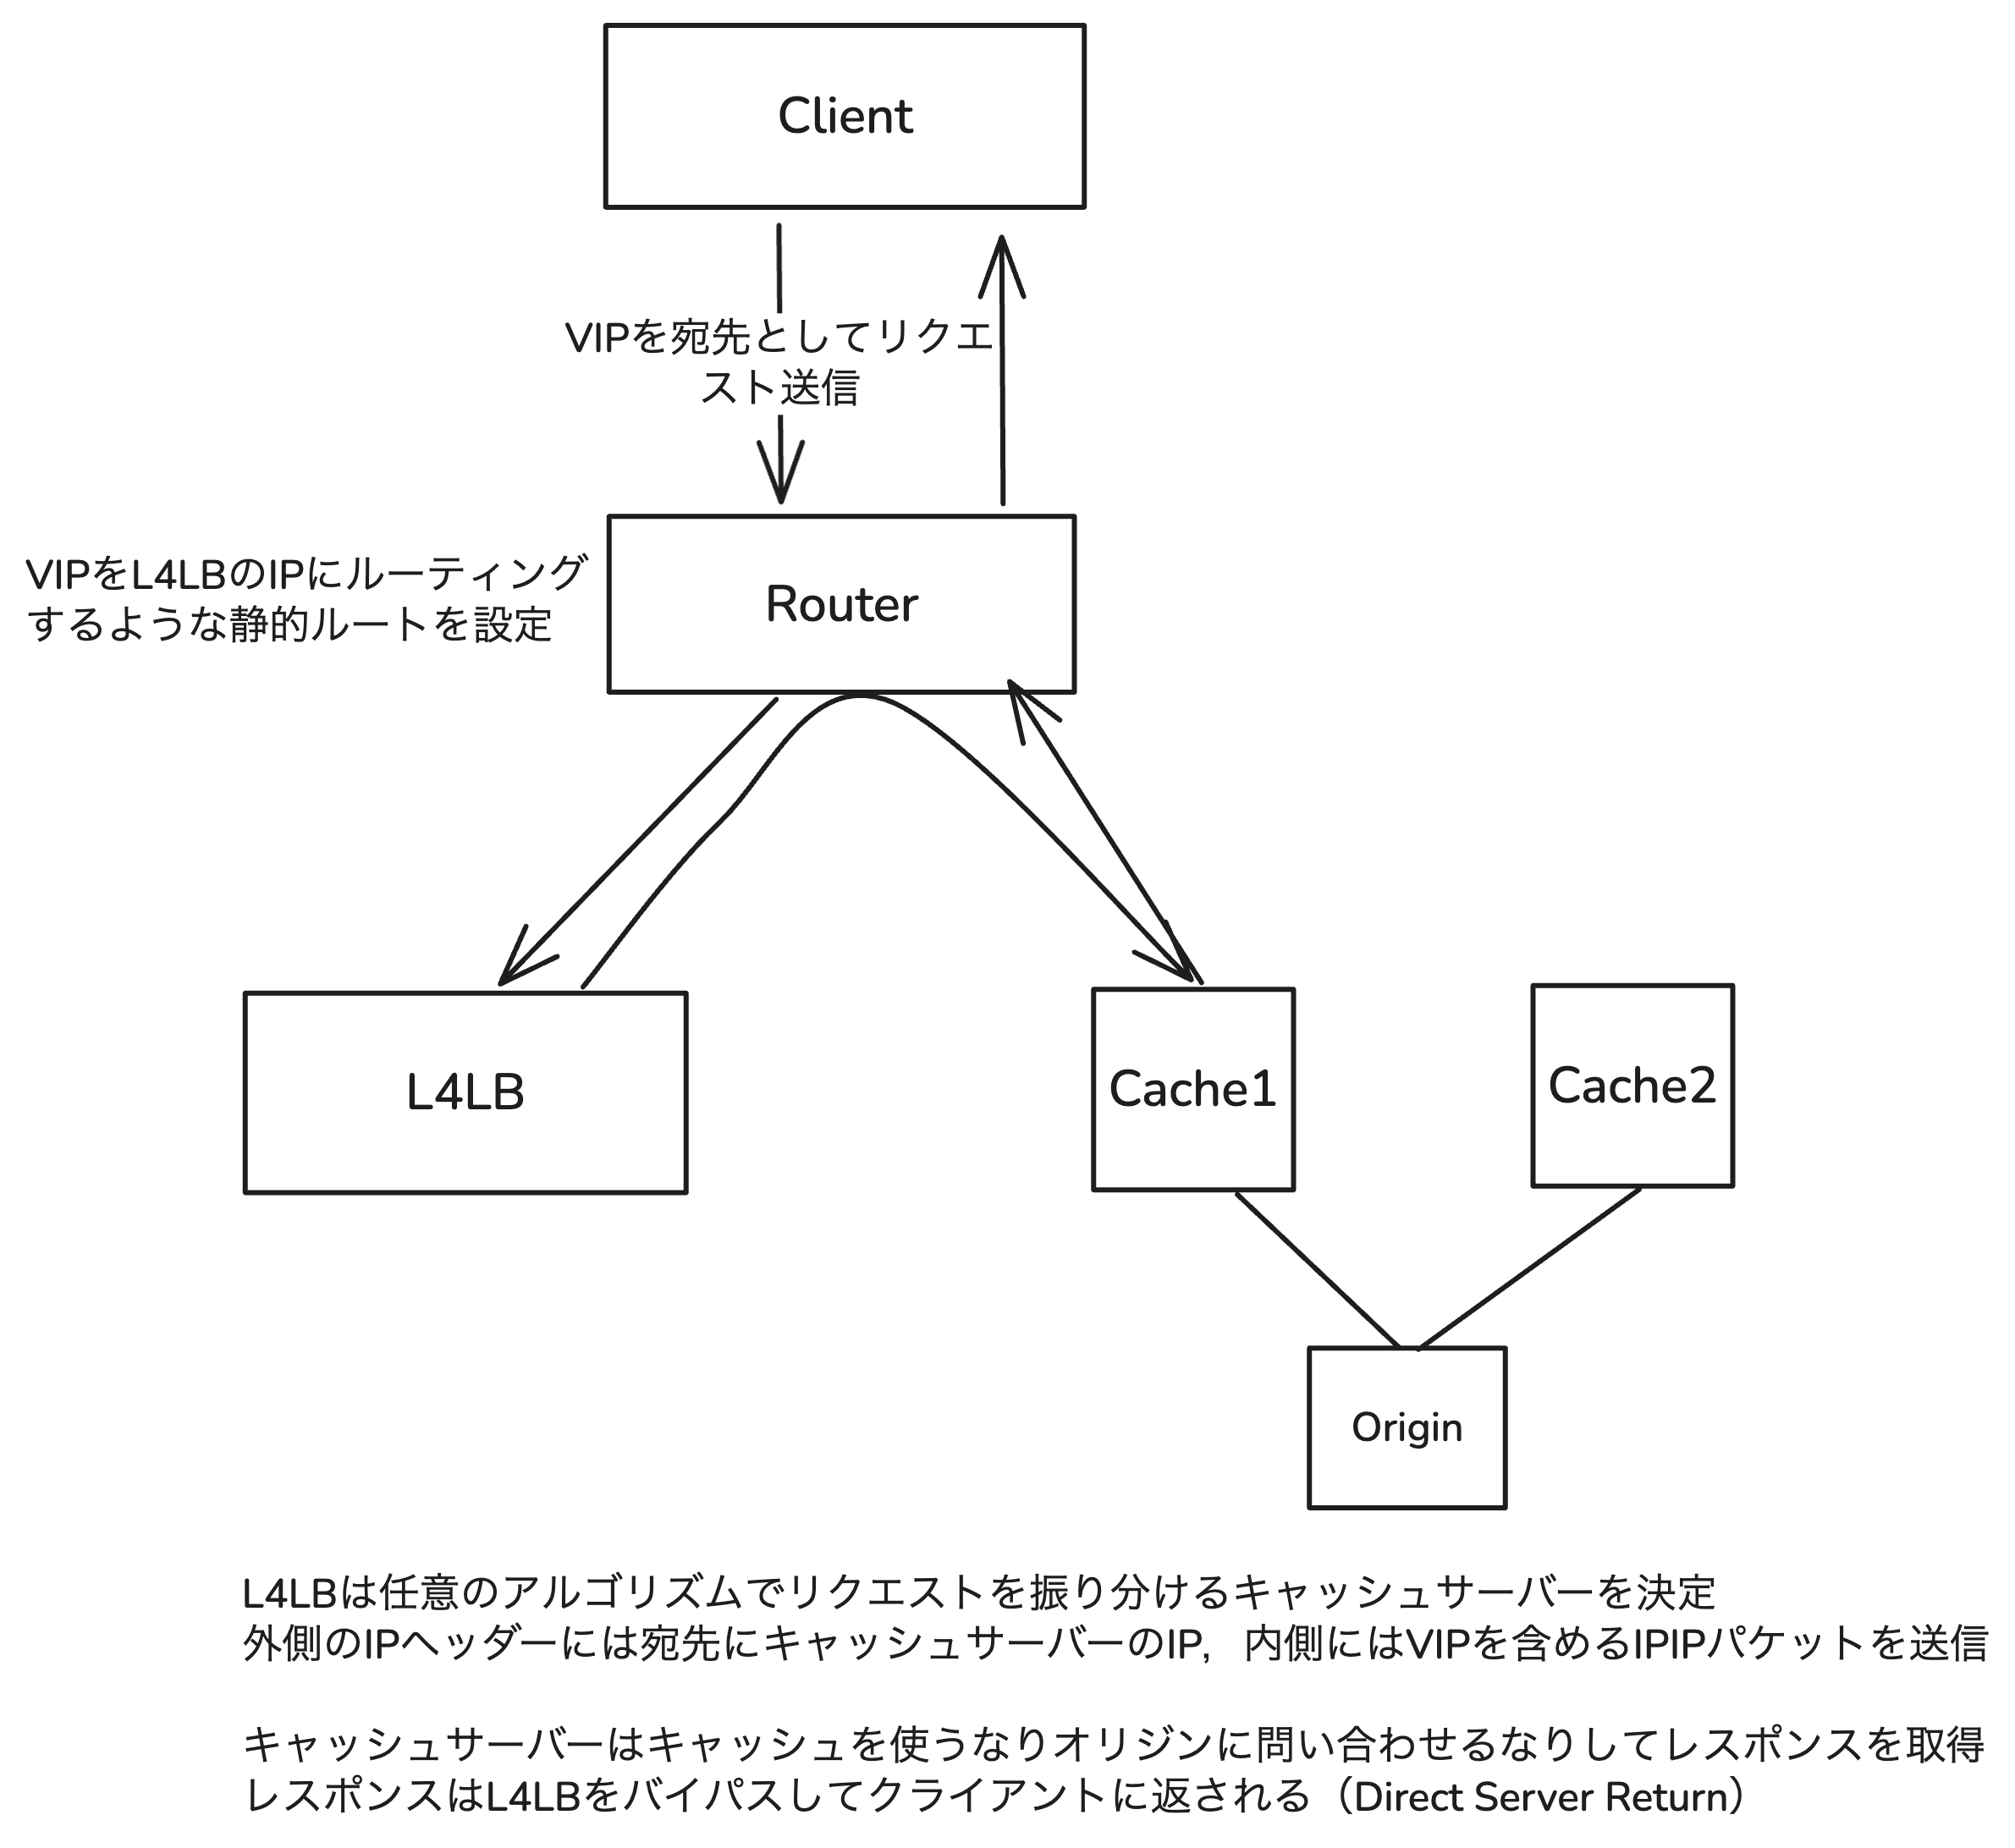 Client
VIPを宛先としてリクエ
スト送信
VIPをL4LBのIPにルーティング
するような静的ルートを設定
Router
L4LB
Cache1
Cache2
Origin
L4LBは任意のアルゴリズムでリクエストを振り分けるキャッシュサーバーを決定
外側のIPヘッダーには宛先にキャッシュサーバーのIP，内側にはVIPを含めるIPIPパケットを送信
キャッシュサーバーはキャッシュを使うなりオリジンに問い合わせるなりしてレスポンスを取得
レスポンスはL4LBをバイパスしてクライアントに返される（Direct Server Return）